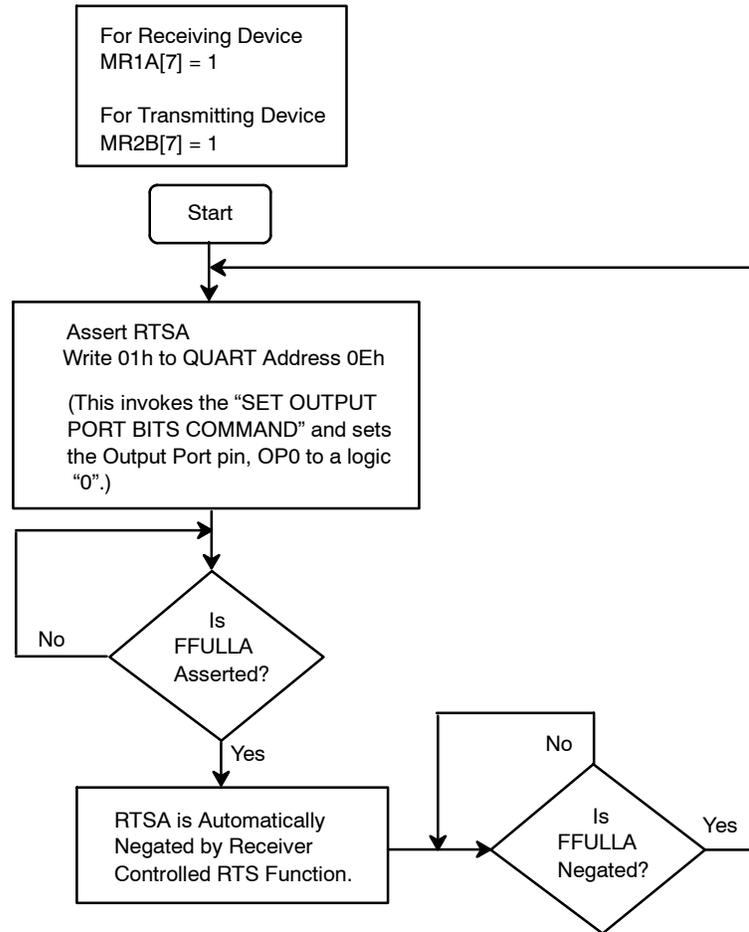 For Receiving Device
MR1A[7] = 1
For Transmitting Device
MR2B[7] = 1
Start
Assert RTSA
Write 01h to QUART Address 0Eh
(This invokes the “SET OUTPUT
PORT BITS COMMAND” and sets
the Output Port pin, OP0 to a logic
“0”.)
Is
FFULLA
Asserted?
No
Yes
RTSA is Automatically
Negated by Receiver
Controlled RTS Function.
No
Is
FFULLA
Negated?
Yes